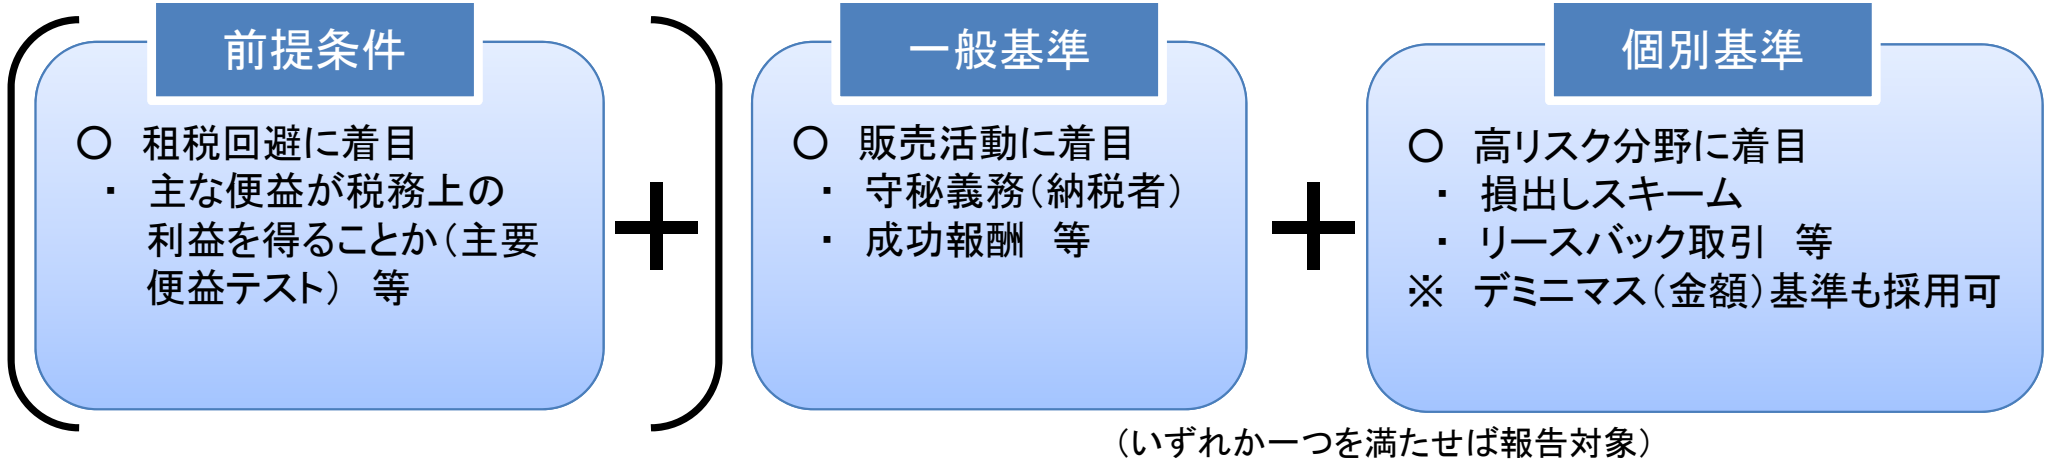 前提条件
○ 租税回避に着目
・ 主な便益が税務上の
利益を得ることか（主要
便益テスト） 等
＋
一般基準
○ 販売活動に着目
・ 守秘義務（納税者）
・ 成功報酬 等
＋
個別基準
○ 高リスク分野に着目
・ 損出しスキーム
・ リースバック取引 等
※ デミニマス（金額）基準も採用可
（いずれか一つを満たせば報告対象）